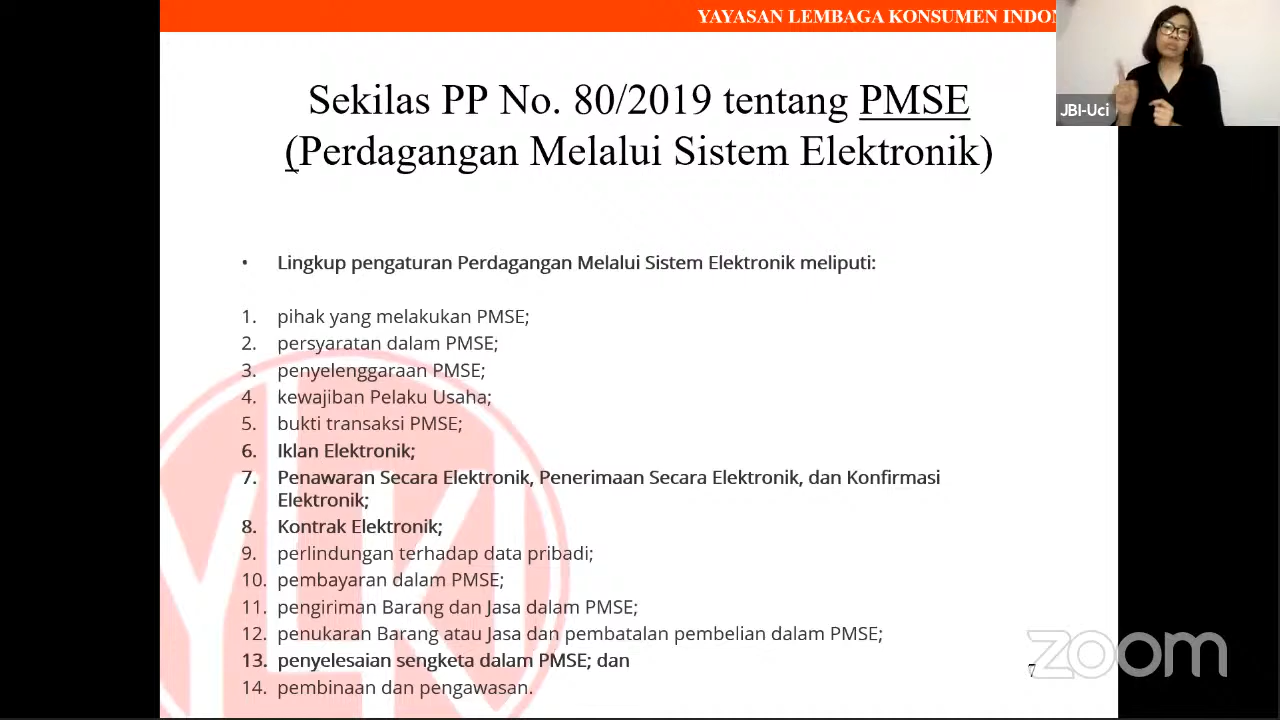 YAYASAN LEMBAGA KONSUMEN
JBI-Uci
Sekilas PP No. 80/2019 tentang PMSE
(Perdagangan Melalui Sistem Elektronik)
• Lingkup pengaturan Perdagangan Melalui Sistem Elektronik meliputi:
1. pihak yang melakukan PMSE;
2. persyaratan dalam PMSE;
3. penyelenggaraan PMSE;
4. kewajiban Pelaku Usaha;
5. bukti transaksi PMSE;
6. Iklan Elektronik;
7. Penawaran Secara Elektronik, Penerimaan Secara Elektronik, dan Konfirmasi
Elektronik;
8. Kontrak Elektronik;
9. perlindungan terhadap data pribadi;
10. pembayaran dalam PMSE;
11. pengiriman Barang dan Jasa dalam PMSE;
12. penukaran Barang atau Jasa dan pembatalan pembelian dalam PMSE;
13. penyelesaian sengketa dalam PMSE; dan
14. pembinaan dan pengawasan.
7
zoom